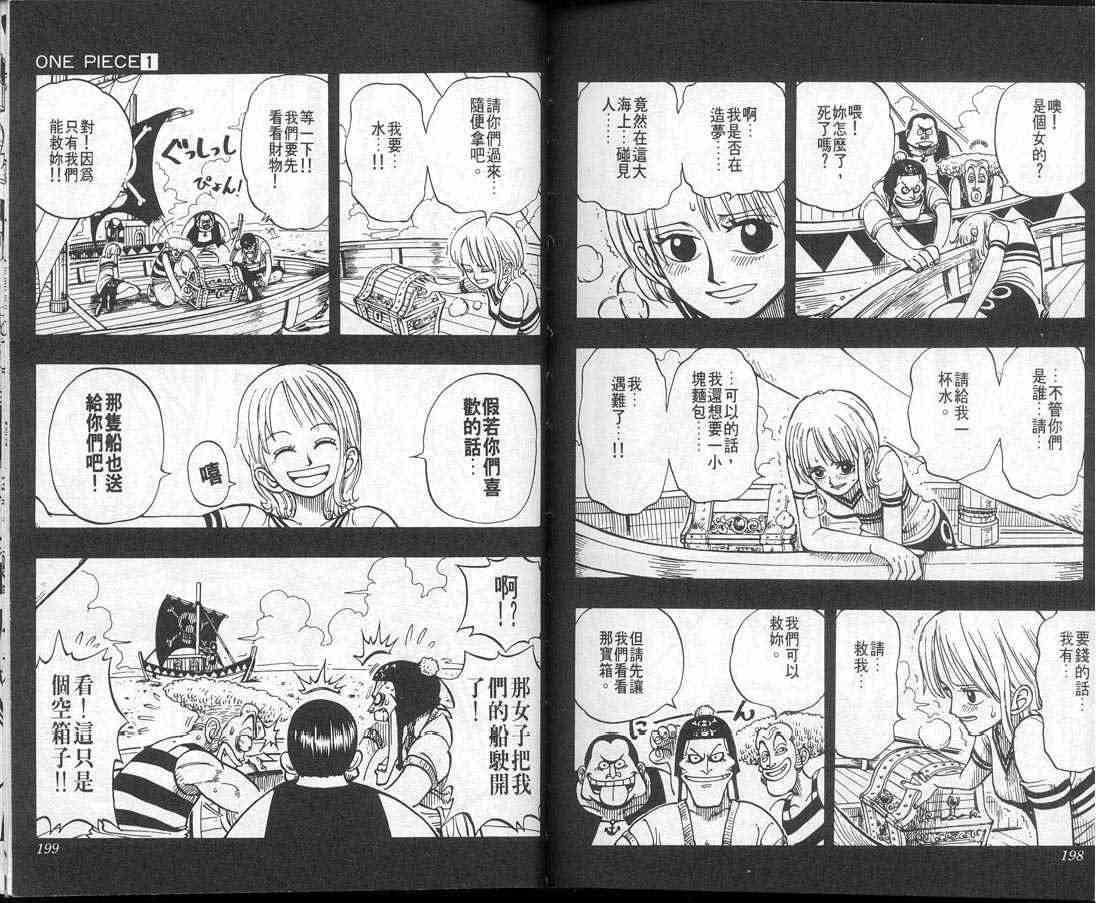 噢！
是個女的？
喂！
妳怎麼了，
死了嗎？
啊…
我是否在
造夢……
竟然在這大
海上…碰見
人……
…不管你們
是誰…請…
請給我一
杯水。
…可以的話，
我還想要一小
塊麵包……
我…
遇難了…!!
要錢的話
我有…
請…
救我…
我們可以
救妳。
但請先讓
我們看看
那寶箱。
にーん
198
ONE PIECE 1
請你們過來…
隨便拿吧。
我要…
水…!!
等一下!!
我們要先
看看財物！
ぐっしっし
ぴょん！
對！因為
只有我們
能救妳!!
假若你們喜
歡的話…
嘻
那隻船也送
給你們吧！
啊!?
那女子把我
們的船駛開
了！
看！這只是
個空箱子!!
199